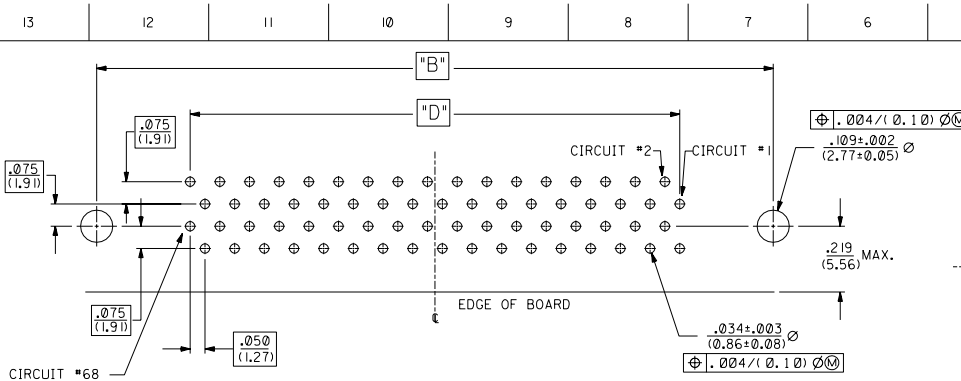 13 12 11 10 9 8 7 6
"B"
"D"
.075
(1.91)
⌖ .004/(0.10) Ø Ⓜ
.109±.002 Ø
(2.77±0.05)
CIRCUIT #2 CIRCUIT #1
.075
(1.91)
.219 MAX.
(5.56)
EDGE OF BOARD
℄
.075
(1.91)
.050
(1.27)
.034±.003 Ø
(0.86±0.08)
⌖ .004/(0.10) Ø Ⓜ
CIRCUIT #68